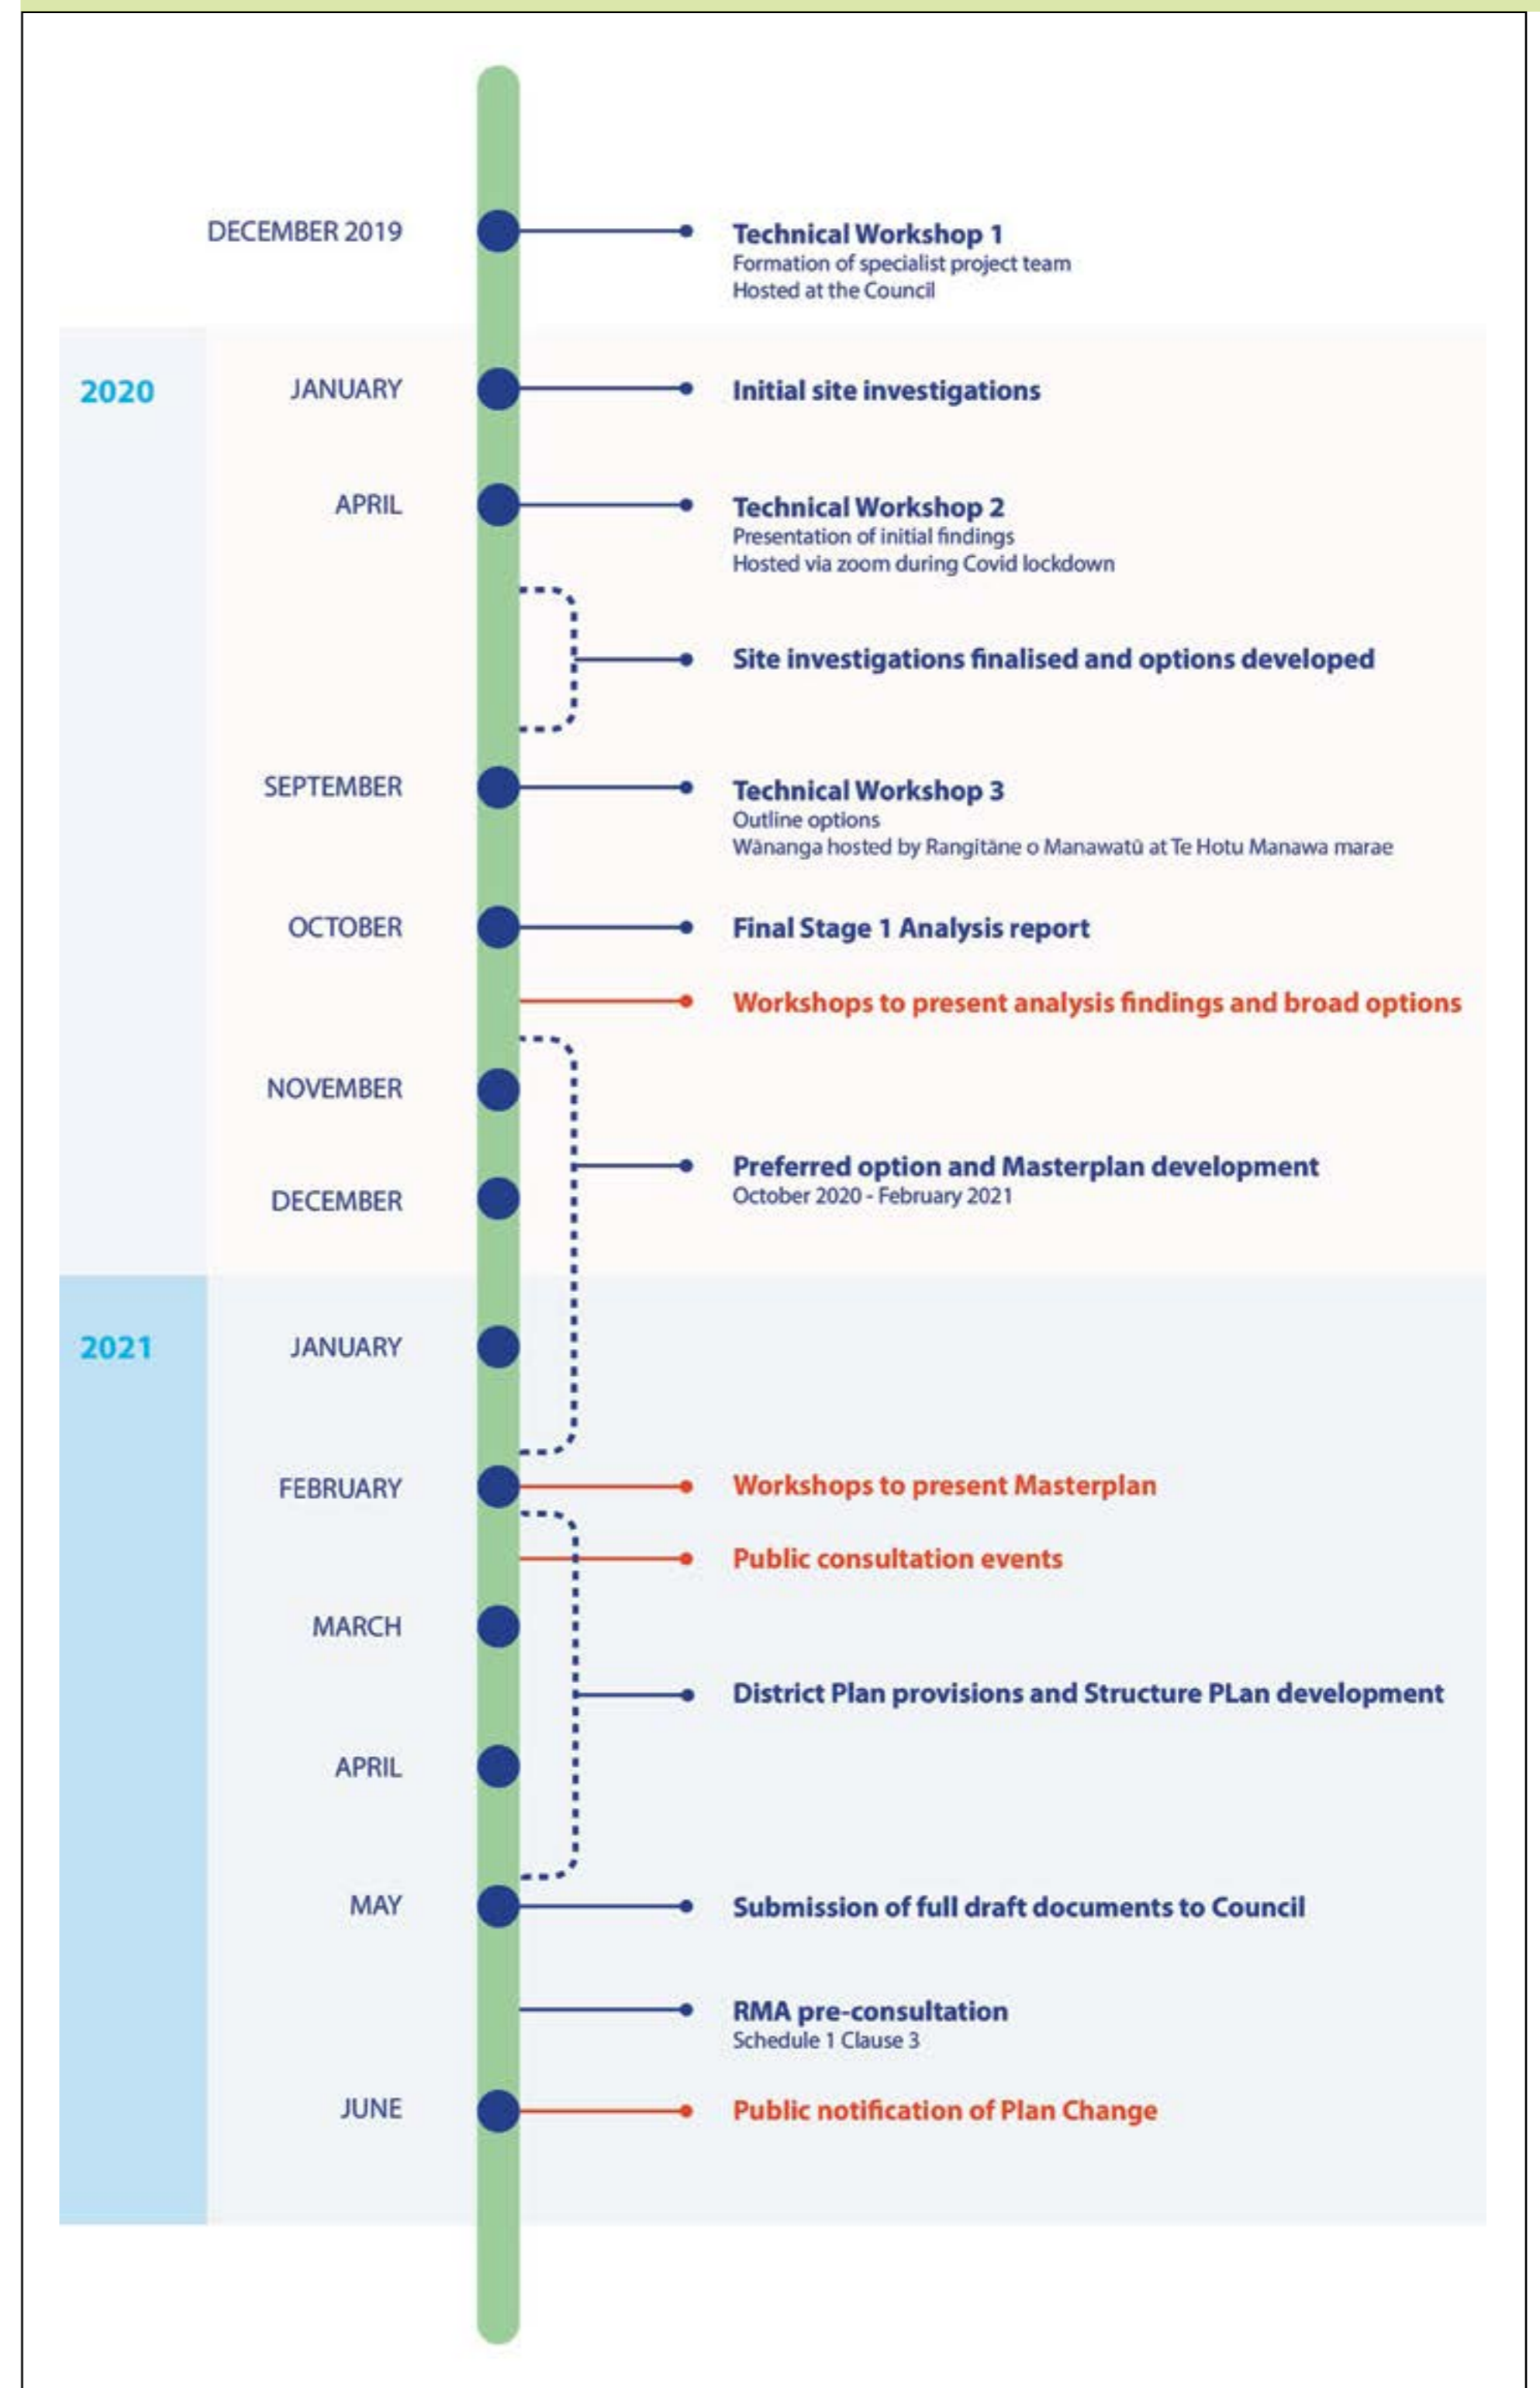 DECEMBER 2019
Technical Workshop 1
Formation of specialist project team
Hosted at the Council
2020
JANUARY
Initial site investigations
APRIL
Technical Workshop 2
Presentation of initial findings
Hosted via zoom during Covid lockdown
Site investigations finalised and options developed
SEPTEMBER
Technical Workshop 3
Outline options
Wānanga hosted by Rangitāne o Manawatū at Te Hotu Manawa marae
OCTOBER
Final Stage 1 Analysis report
Workshops to present analysis findings and broad options
NOVEMBER
Preferred option and Masterplan development
October 2020 - February 2021
DECEMBER
2021
JANUARY
FEBRUARY
Workshops to present Masterplan
Public consultation events
MARCH
District Plan provisions and Structure PLan development
APRIL
MAY
Submission of full draft documents to Council
RMA pre-consultation
Schedule 1 Clause 3
JUNE
Public notification of Plan Change